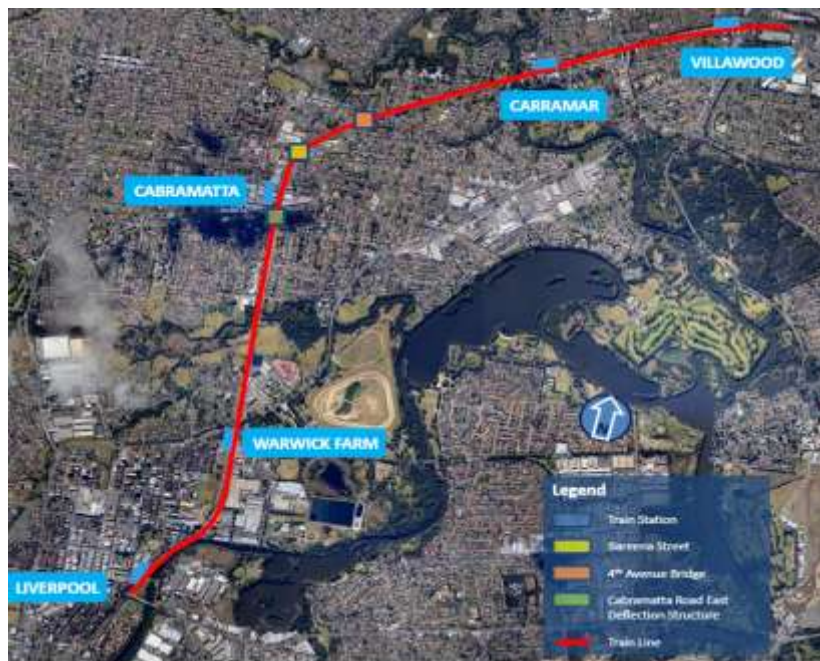 VILLAWOOD
CARRAMAR
CABRAMATTA
WARWICK FARM
LIVERPOOL
Legend
Train Station
Bareena Street
4th Avenue Bridge
Cabramatta Road East
Deflection Structure
Train Line